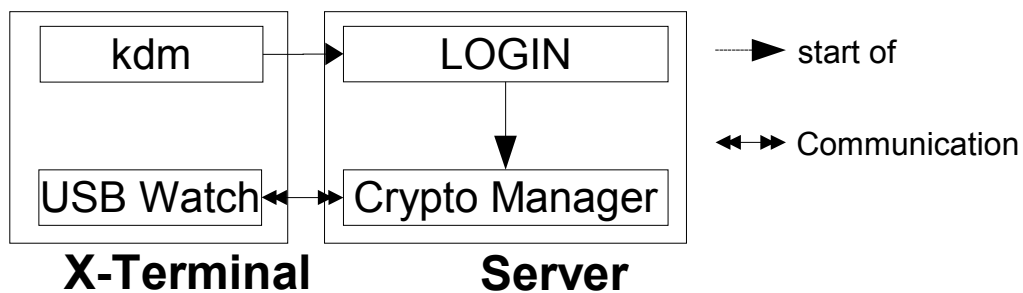 kdm
LOGIN
start of
Communication
USB Watch
Crypto Manager
X-Terminal
Server